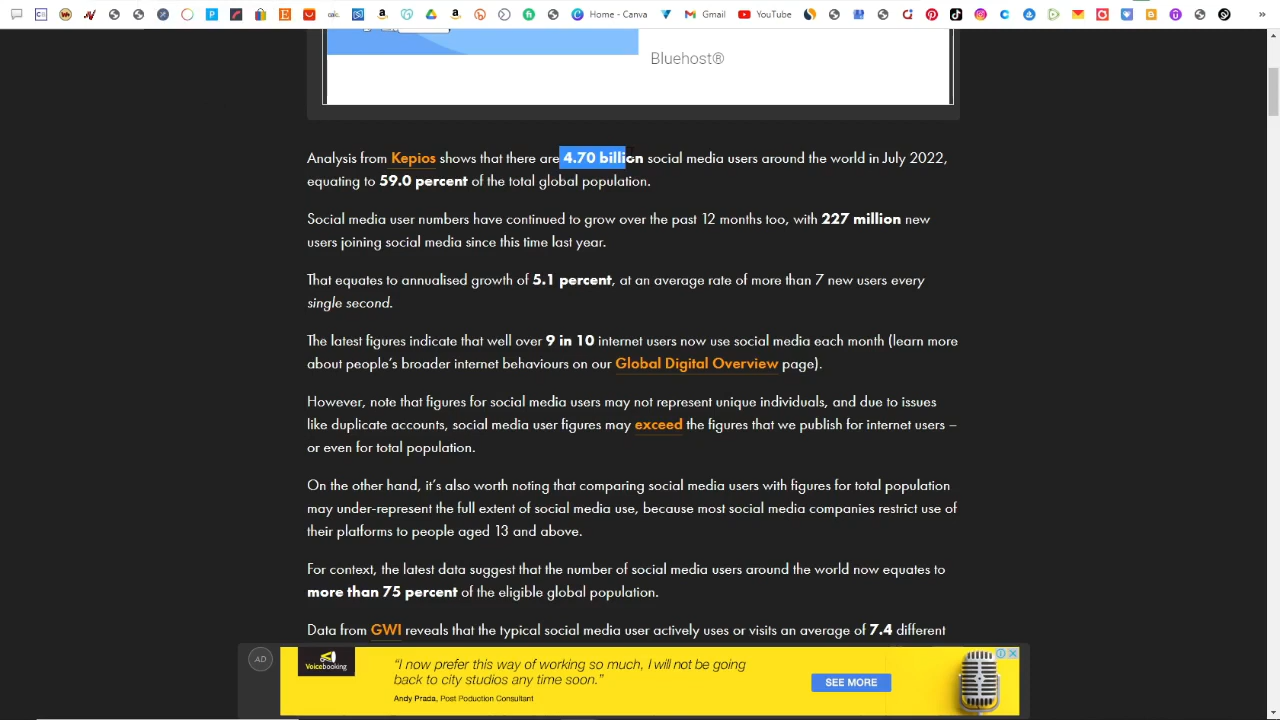 Home - Canva
Gmail
YouTube
»
Bluehost®
Analysis from Kepios shows that there are 4.70 billion social media users around the world in July 2022,
equating to 59.0 percent of the total global population.
Social media user numbers have continued to grow over the past 12 months too, with 227 million new
users joining social media since this time last year.
That equates to annualised growth of 5.1 percent, at an average rate of more than 7 new users every
single second.
The latest figures indicate that well over 9 in 10 internet users now use social media each month (learn more
about people’s broader internet behaviours on our Global Digital Overview page).
However, note that figures for social media users may not represent unique individuals, and due to issues
like duplicate accounts, social media user figures may exceed the figures that we publish for internet users –
or even for total population.
On the other hand, it’s also worth noting that comparing social media users with figures for total population
may under-represent the full extent of social media use, because most social media companies restrict use of
their platforms to people aged 13 and above.
For context, the latest data suggest that the number of social media users around the world now equates to
more than 75 percent of the eligible global population.
Data from GWI reveals that the typical social media user actively uses or visits an average of 7.4 different
AD
Voicebooking
“I now prefer this way of working so much, I will not be going
back to city studios any time soon.”
Andy Prada, Post Production Consultant
SEE MORE